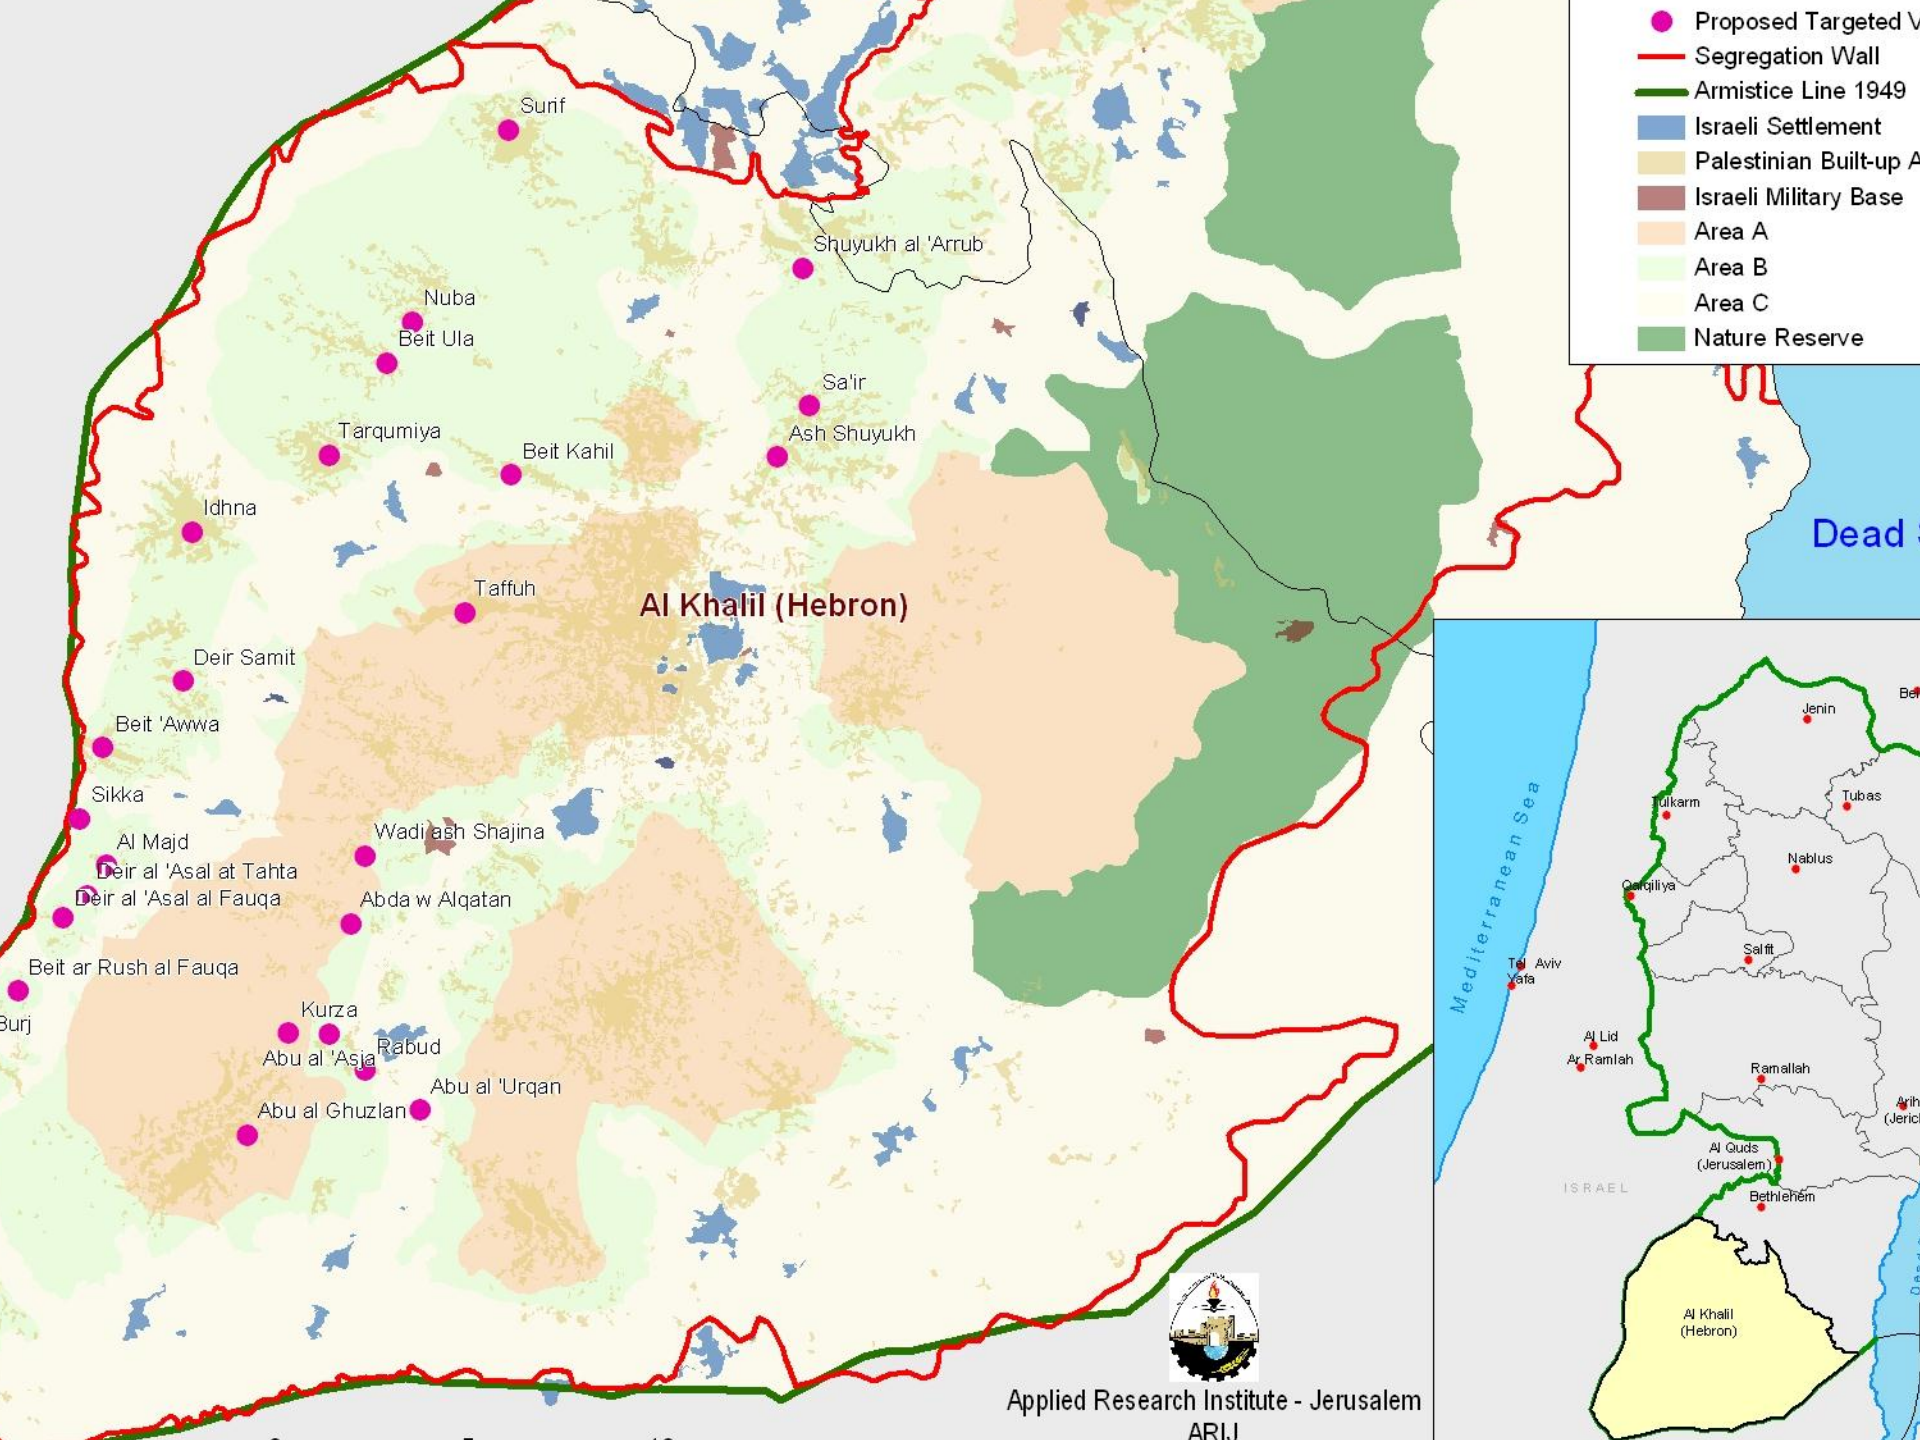 Proposed Targeted V
Segregation Wall
Armistice Line 1949
Israeli Settlement
Palestinian Built-up A
Israeli Military Base
Area A
Area B
Area C
Nature Reserve
Surif
Shuyukh al 'Arrub
Nuba
Beit Ula
Sa'ir
Ash Shuyukh
Tarqumiya
Beit Kahil
Idhna
Dead S
Taffuh
Al Khalil (Hebron)
Deir Samit
Beit 'Awwa
Sikka
Al Majd
Wadi ash Shajina
Deir al 'Asal at Tahta
Deir al 'Asal al Fauqa
Abda w Alqatan
Beit ar Rush al Fauqa
Burj
Kurza
Abu al 'Asja
Rabud
Abu al 'Urqan
Abu al Ghuzlan
Applied Research Institute - Jerusalem
ARIJ
Mediterranean Sea
Jenin
Bei
Tulkarm
Tubas
Nablus
Qalqiliya
Salfit
Tel Aviv
Yafa
Al Lid
Ar Ramlah
Ramallah
Arih
(Jeric
Al Quds
(Jerusalem)
ISRAEL
Bethlehem
Al Khalil
(Hebron)